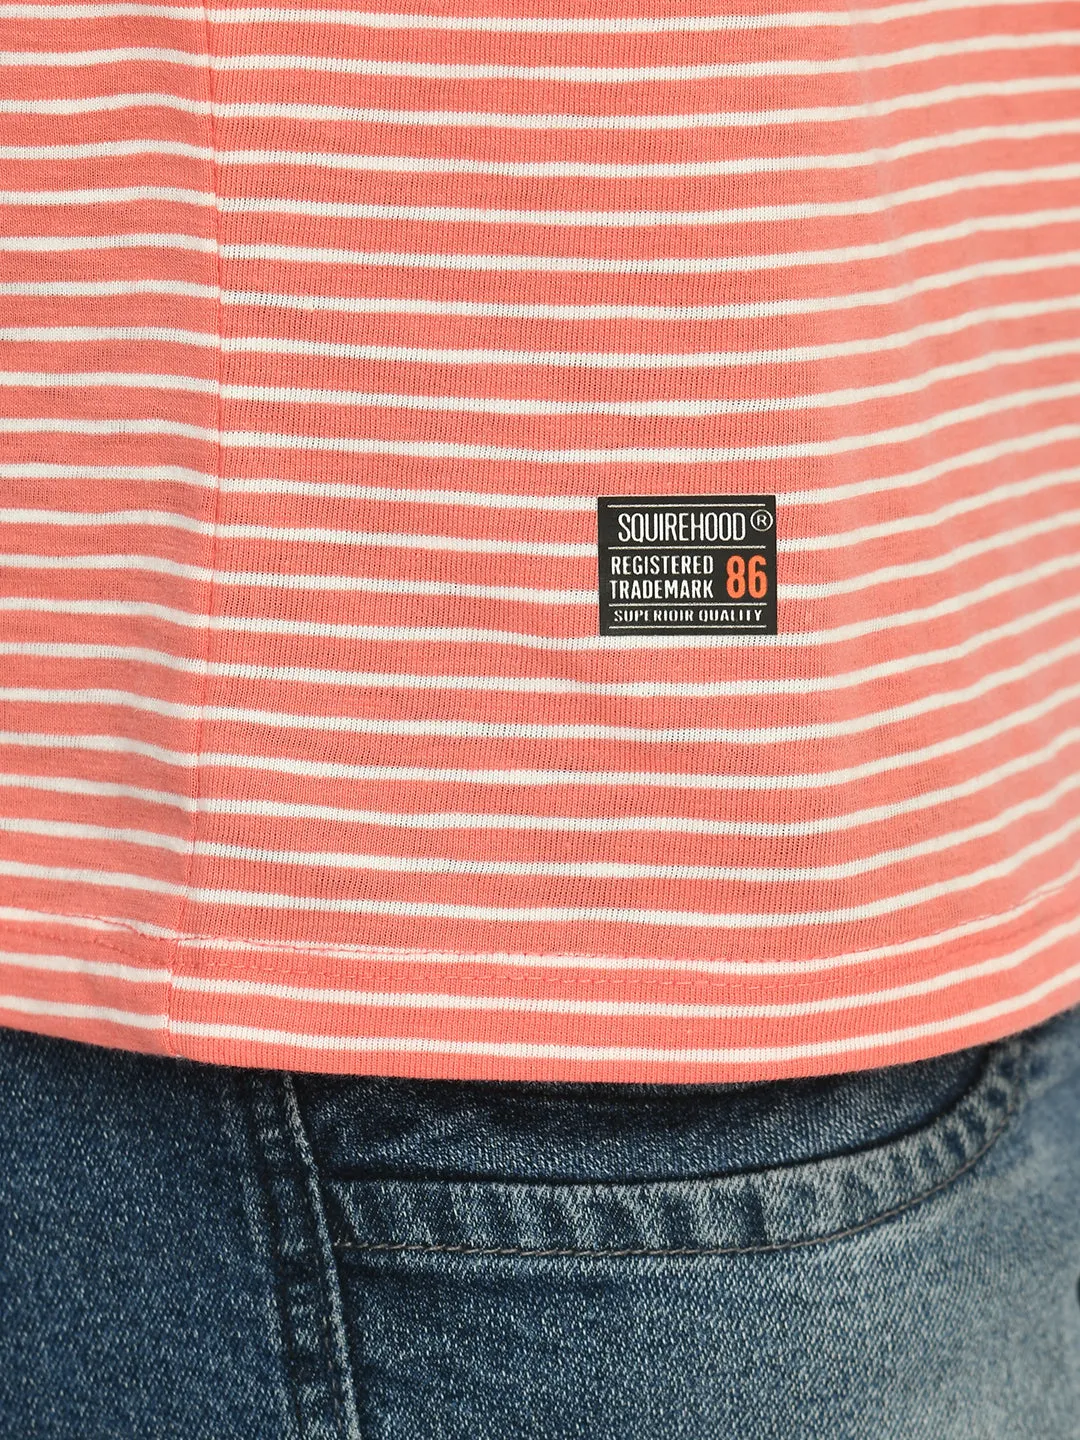 SQUIREHOOD®
REGISTERED
TRADEMARK 86
SUPERIOIR QUALITY